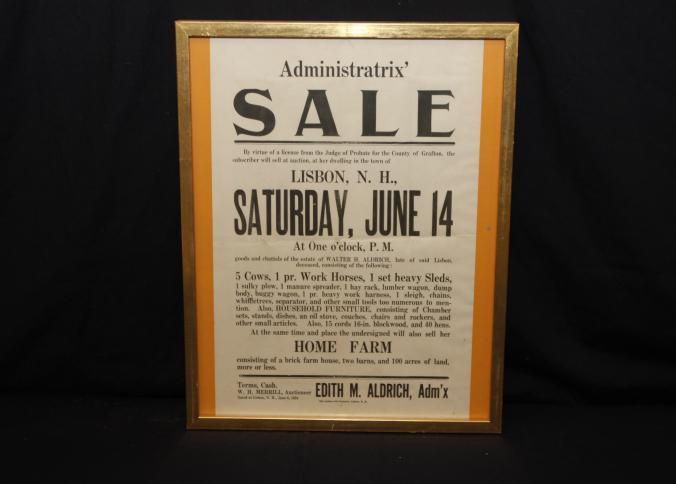 Administratrix'
SALE
By virtue of a license from the Judge of Probate for the County of Grafton, the
subscriber will sell at auction, at her dwelling in the town of
LISBON, N. H.,
SATURDAY, JUNE 14
At One o'clock, P. M.
goods and chattels of the estate of WALTER H. ALDRICH, late of said Lisbon,
deceased, consisting of the following:
5 Cows, 1 pr. Work Horses, 1 set heavy Sleds,
1 sulky plow, 1 manure spreader, 1 hay rack, lumber wagon, dump
body, buggy wagon, 1 pr. heavy work harness, 1 sleigh, chains,
whiffletrees, separator, and other small tools too numerous to men-
tion. Also, HOUSEHOLD FURNITURE, consisting of Chamber
sets, stands, dishes, an oil stove, couches, chairs and rockers, and
other small articles. Also, 15 cords 16-in. blockwood, and 40 hens.
At the same time and place the undersigned will also sell her
HOME FARM
consisting of a brick farm house, two barns, and 100 acres of land,
more or less.
Terms, Cash.
W. H. MERRILL, Auctioneer
EDITH M. ALDRICH, Adm'x
Dated at Lisbon, N. H., June